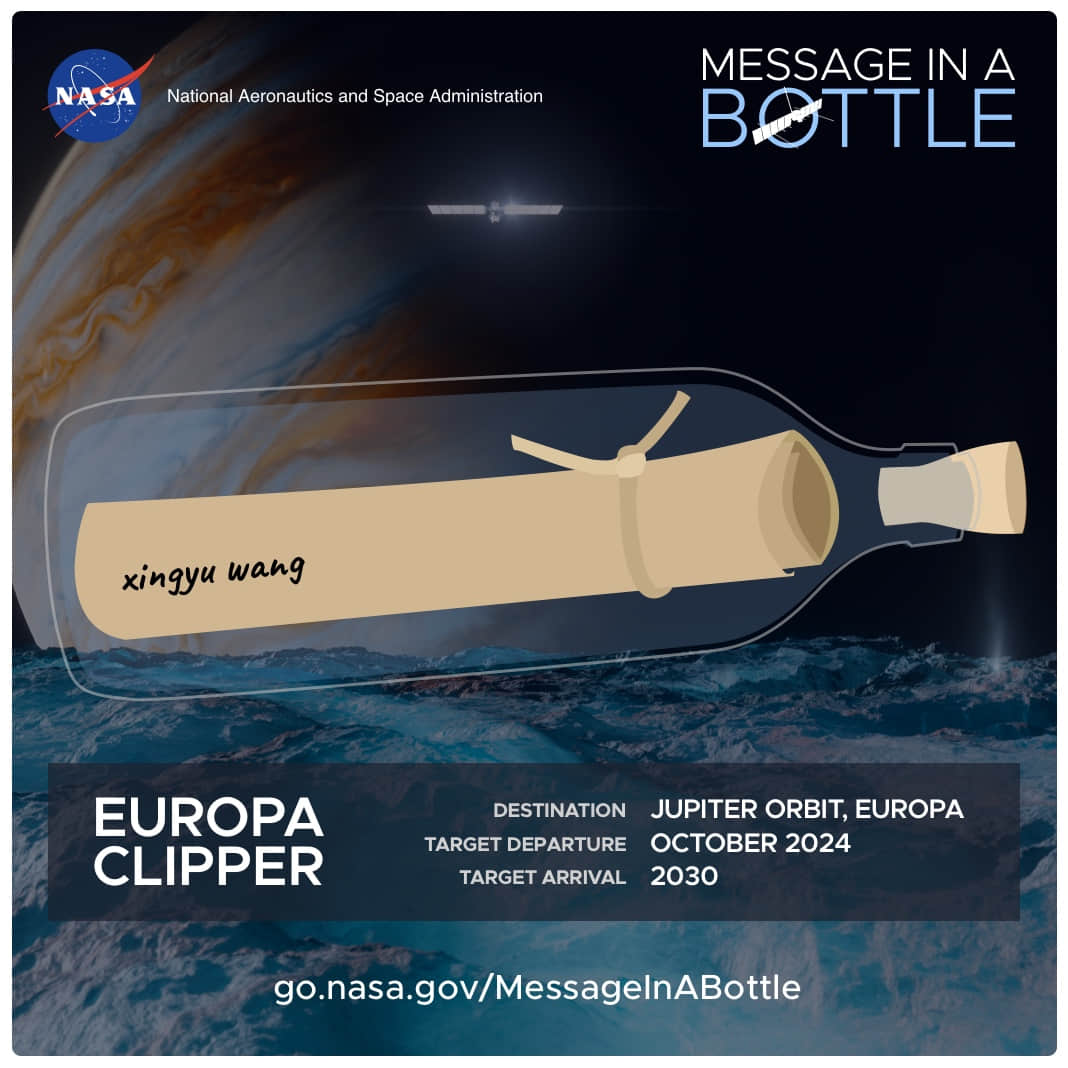 NASA
National Aeronautics and Space Administration
MESSAGE IN A
BOTTLE
xingyu wang
EUROPA
CLIPPER
DESTINATION JUPITER ORBIT, EUROPA
TARGET DEPARTURE OCTOBER 2024
TARGET ARRIVAL 2030
go.nasa.gov/MessageInABottle